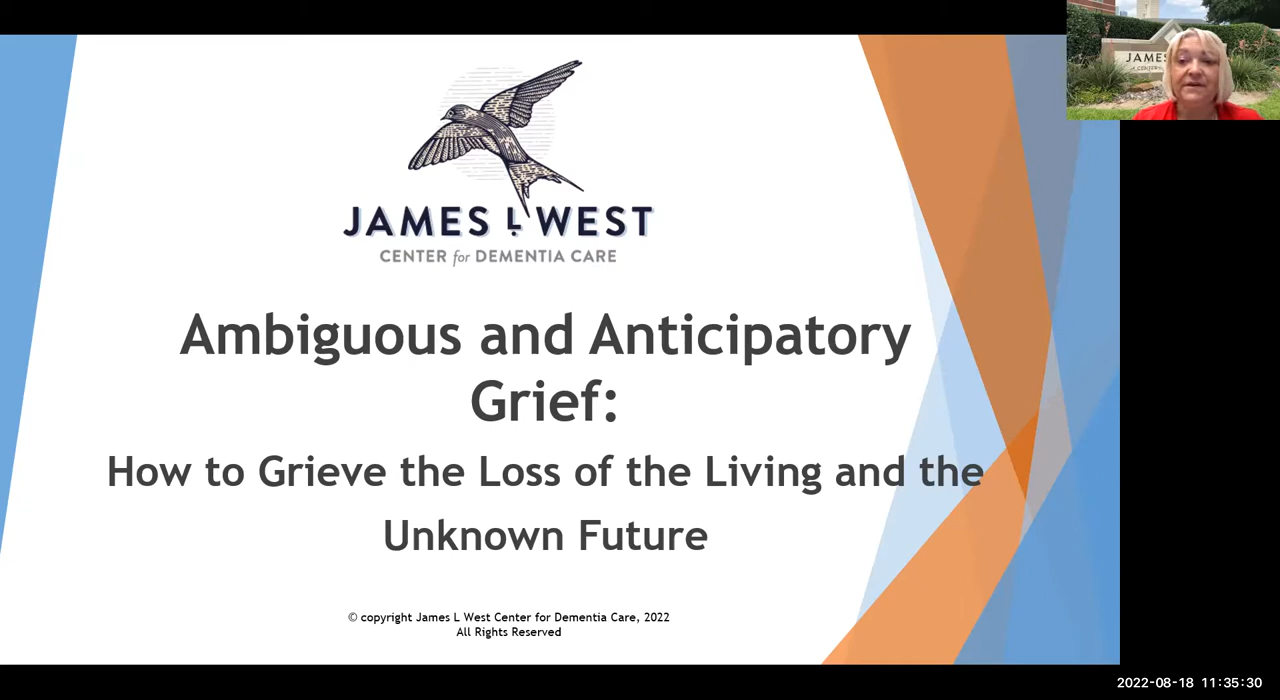 JAMES L WEST
CENTER for DEMENTIA CARE
Ambiguous and Anticipatory
Grief:
How to Grieve the Loss of the Living and the
Unknown Future
© copyright James L West Center for Dementia Care, 2022
All Rights Reserved
JAMES
CENTER
2022-08-18 11:35:30